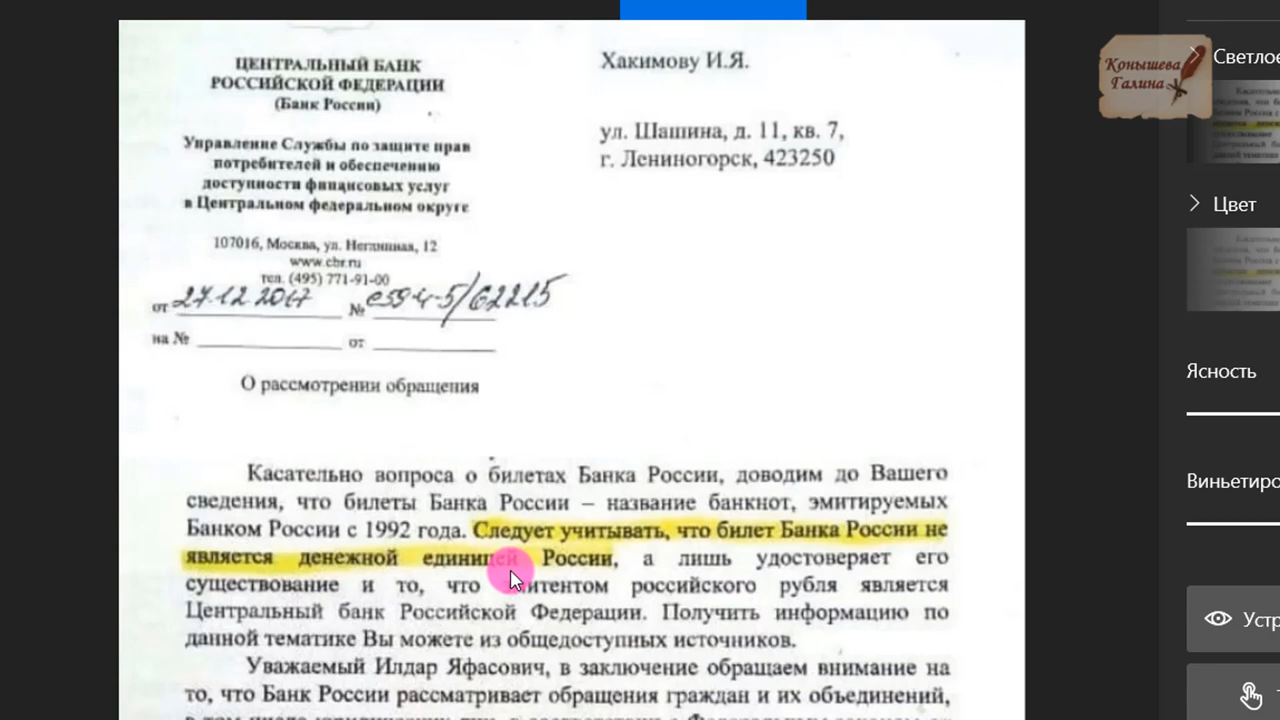 ЦЕНТРАЛЬНЫЙ БАНК
РОССИЙСКОЙ ФЕДЕРАЦИИ
(Банк России)
Управление Службы по защите прав
потребителей и обеспечению
доступности финансовых услуг
в Центральном федеральном округе
107016, Москва, ул. Неглинная, 12
www.cbr.ru
тел. (495) 771-91-00
от 27.12.2017 № С59-4-5/62215
на № от
О рассмотрении обращения
Хакимову И.Я.
ул. Шашина, д. 11, кв. 7,
г. Лениногорск, 423250
Касательно вопроса о билетах Банка России, доводим до Вашего
сведения, что билеты Банка России – название банкнот, эмитируемых
Банком России с 1992 года. Следует учитывать, что билет Банка России не
является денежной единицей России, а лишь удостоверяет его
существование и то, что эмитентом российского рубля является
Центральный банк Российской Федерации. Получить информацию по
данной тематике Вы можете из общедоступных источников.
Уважаемый Илдар Яфасович, в заключение обращаем внимание на
то, что Банк России рассматривает обращения граждан и их объединений,
Конышева
Галина
Светлое
Цвет
Ясность
Виньетиро
Устр